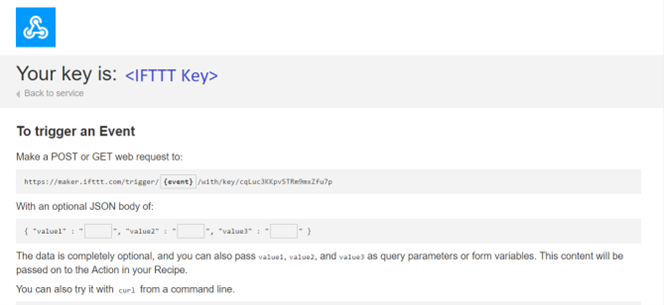 Your key is: <IFTTT Key>
Back to service
To trigger an Event
Make a POST or GET web request to:
https://maker.ifttt.com/trigger/ {event} /with/key/cqLuc3KKpvSTRm9mxZfu7p
With an optional JSON body of:
{ "value1" : "", "value2" : "", "value3" : "" }
The data is completely optional, and you can also pass value1, value2, and value3 as query parameters or form variables. This content will be
passed on to the Action in your Recipe.
You can also try it with curl from a command line.